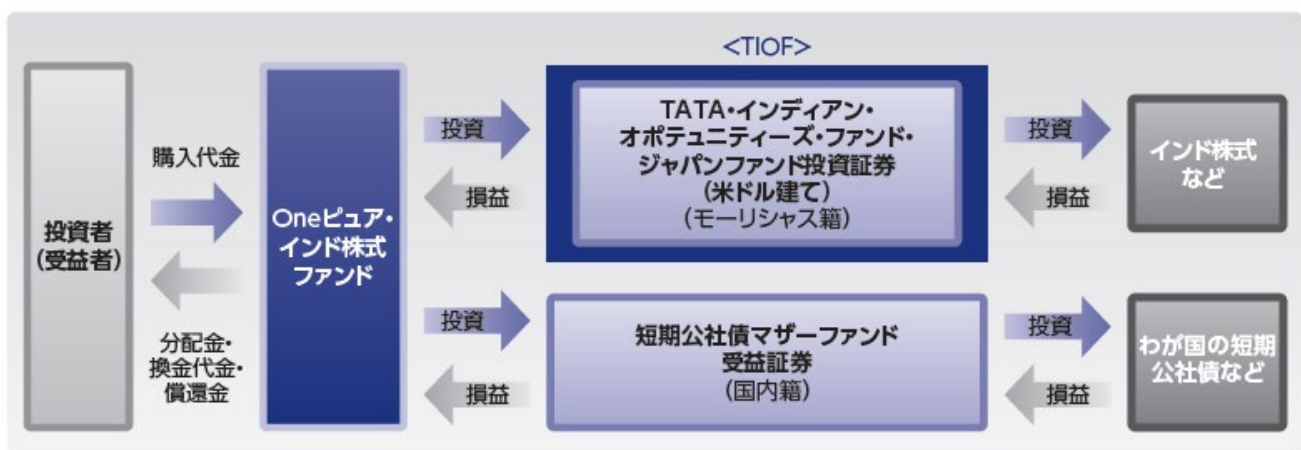 <TIOF>
投資者
(受益者)
購入代金
分配金・
換金代金・
償還金
Oneピュア・
インド株式
ファンド
投資
損益
TATA・インディアン・
オポテュニティーズ・ファンド・
ジャパンファンド投資証券
(米ドル建て)
(モーリシャス籍)
投資
損益
インド株式
など
投資
損益
短期公社債マザーファンド
受益証券
(国内籍)
投資
損益
わが国の短期
公社債など